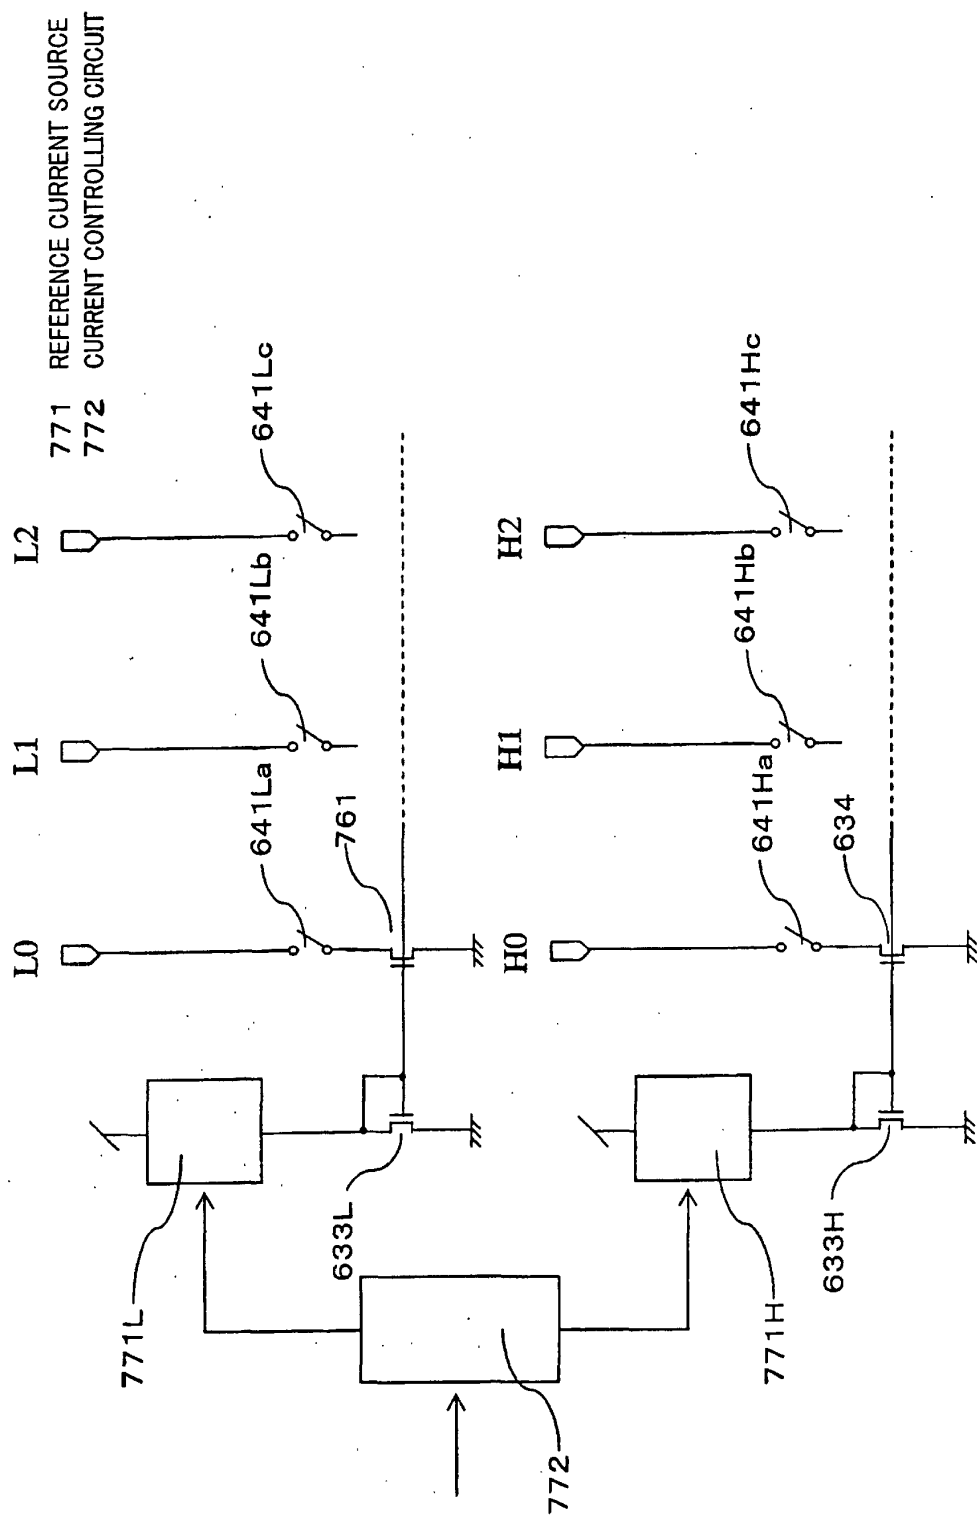 771 REFERENCE CURRENT SOURCE
772 CURRENT CONTROLLING CIRCUIT
L0
L1
L2
641La
641Lb
641Lc
761
771L
633L
772
H0
H1
H2
641Ha
641Hb
641Hc
634
771H
633H